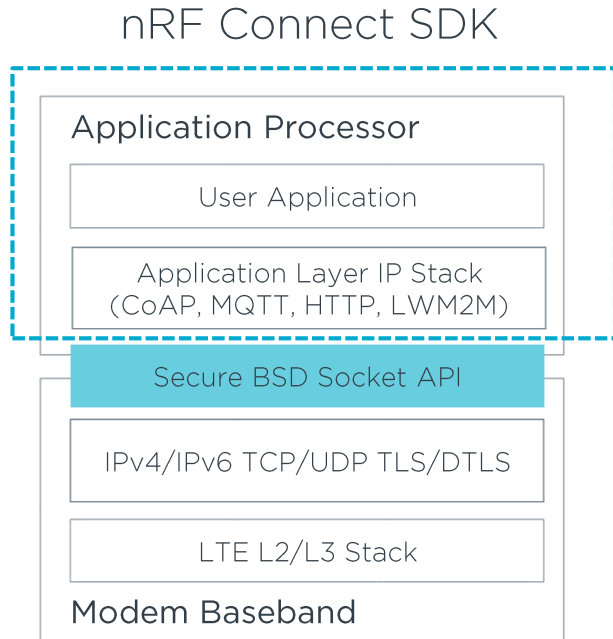 nRF Connect SDK
Application Processor
User Application
Application Layer IP Stack
(CoAP, MQTT, HTTP, LWM2M)
Secure BSD Socket API
IPv4/IPv6 TCP/UDP TLS/DTLS
LTE L2/L3 Stack
Modem Baseband